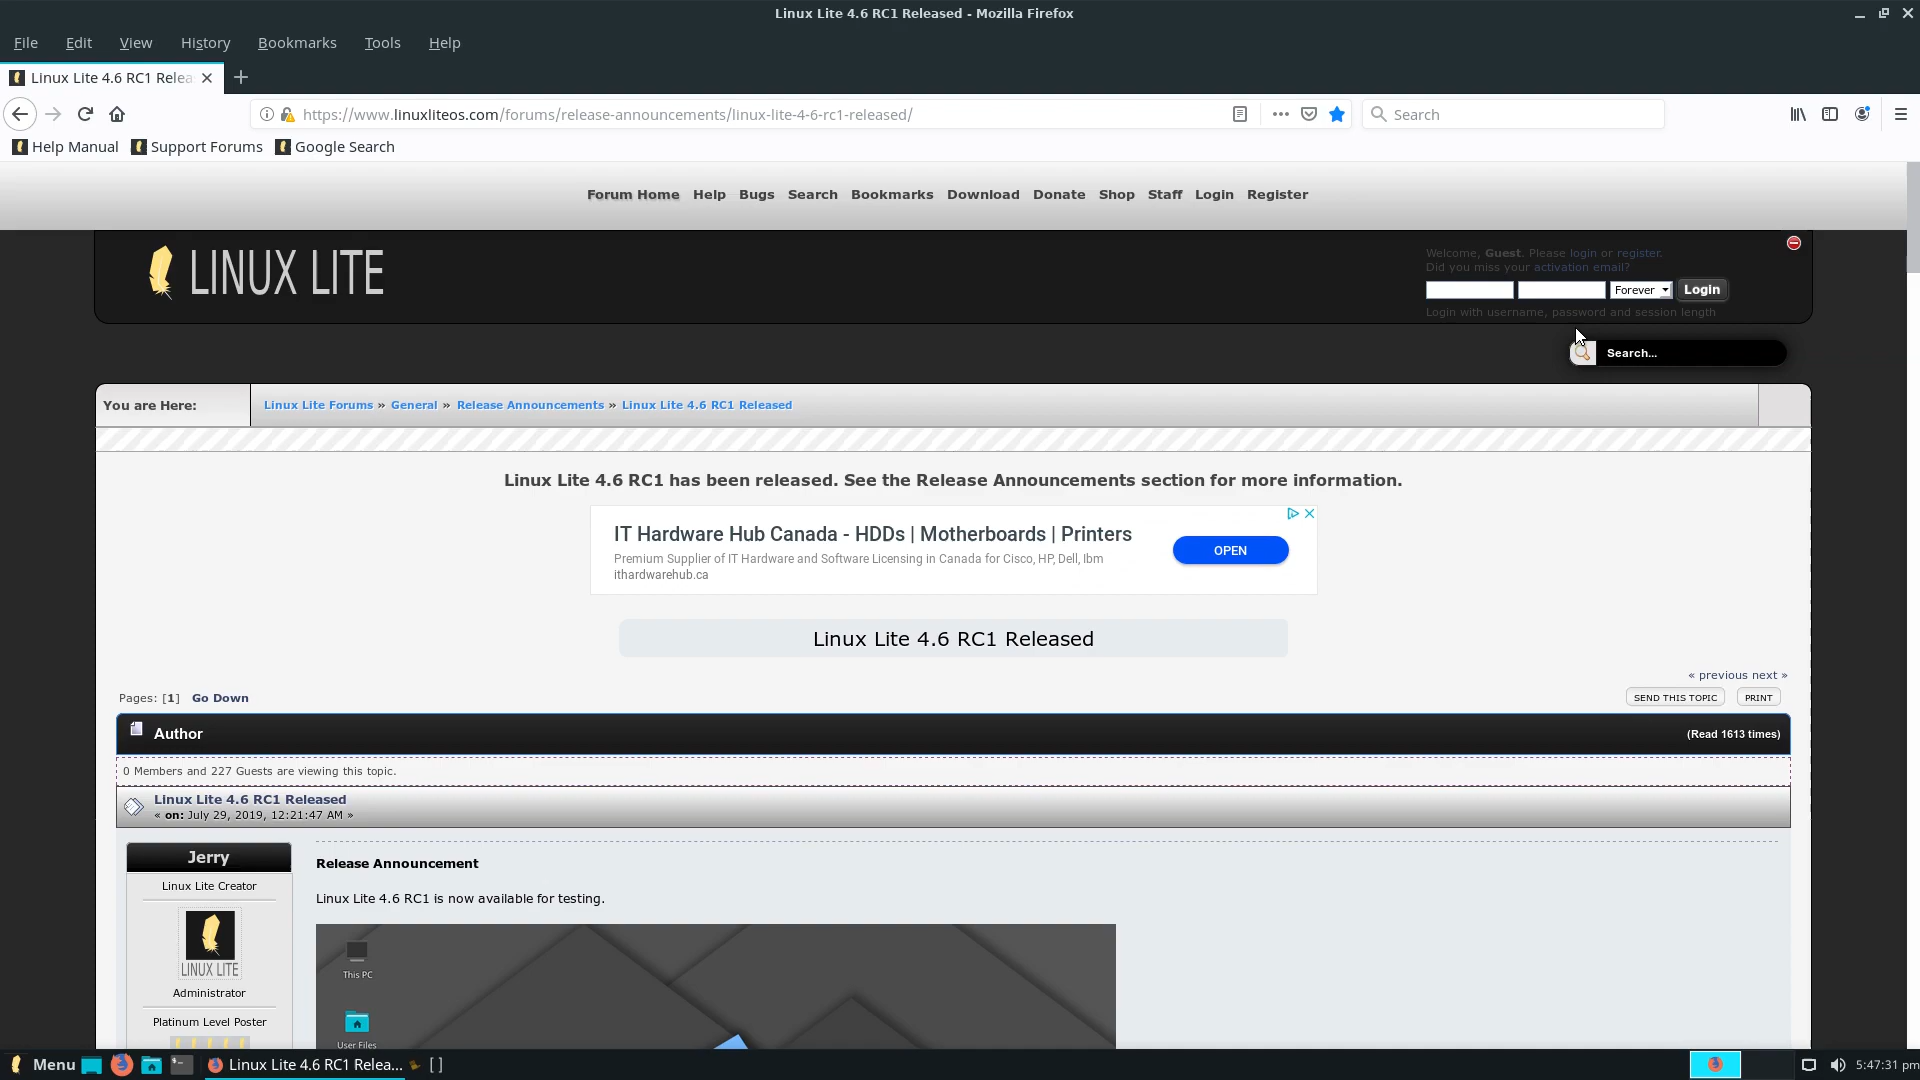 Linux Lite 4.6 RC1 Released - Mozilla Firefox
File Edit View History Bookmarks Tools Help
Linux Lite 4.6 RC1 Relea
https://www.linuxliteos.com/forums/release-announcements/linux-lite-4-6-rc1-released/
Search
Help Manual Support Forums Google Search
Forum Home Help Bugs Search Bookmarks Download Donate Shop Staff Login Register
LINUX LITE
Welcome, Guest. Please login or register.
Did you miss your activation email?
Forever Login
Login with username, password and session length
Search...
You are Here: Linux Lite Forums » General » Release Announcements » Linux Lite 4.6 RC1 Released
Linux Lite 4.6 RC1 has been released. See the Release Announcements section for more information.
IT Hardware Hub Canada - HDDs | Motherboards | Printers
Premium Supplier of IT Hardware and Software Licensing in Canada for Cisco, HP, Dell, Ibm
ithardwarehub.ca
OPEN
Linux Lite 4.6 RC1 Released
« previous next »
Pages: [1] Go Down
SEND THIS TOPIC PRINT
Author (Read 1613 times)
0 Members and 227 Guests are viewing this topic.
Linux Lite 4.6 RC1 Released
« on: July 29, 2019, 12:21:47 AM »
Jerry
Linux Lite Creator
LINUX LITE
Administrator
Platinum Level Poster
Release Announcement
Linux Lite 4.6 RC1 is now available for testing.
This PC
User Files
Menu Linux Lite 4.6 RC1 Relea... [ ] 5:47:31 pm